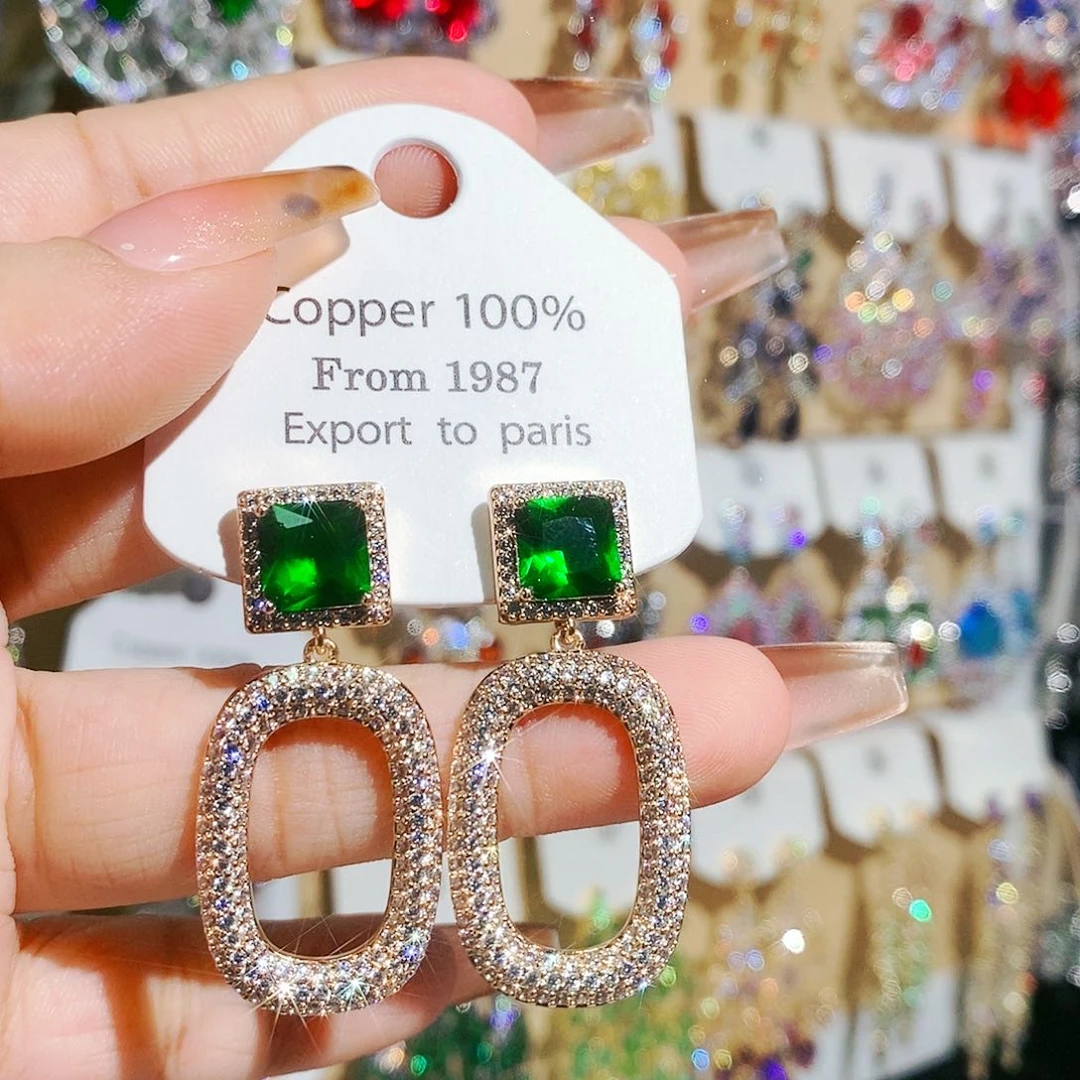 Copper 100%
From 1987
Export to paris